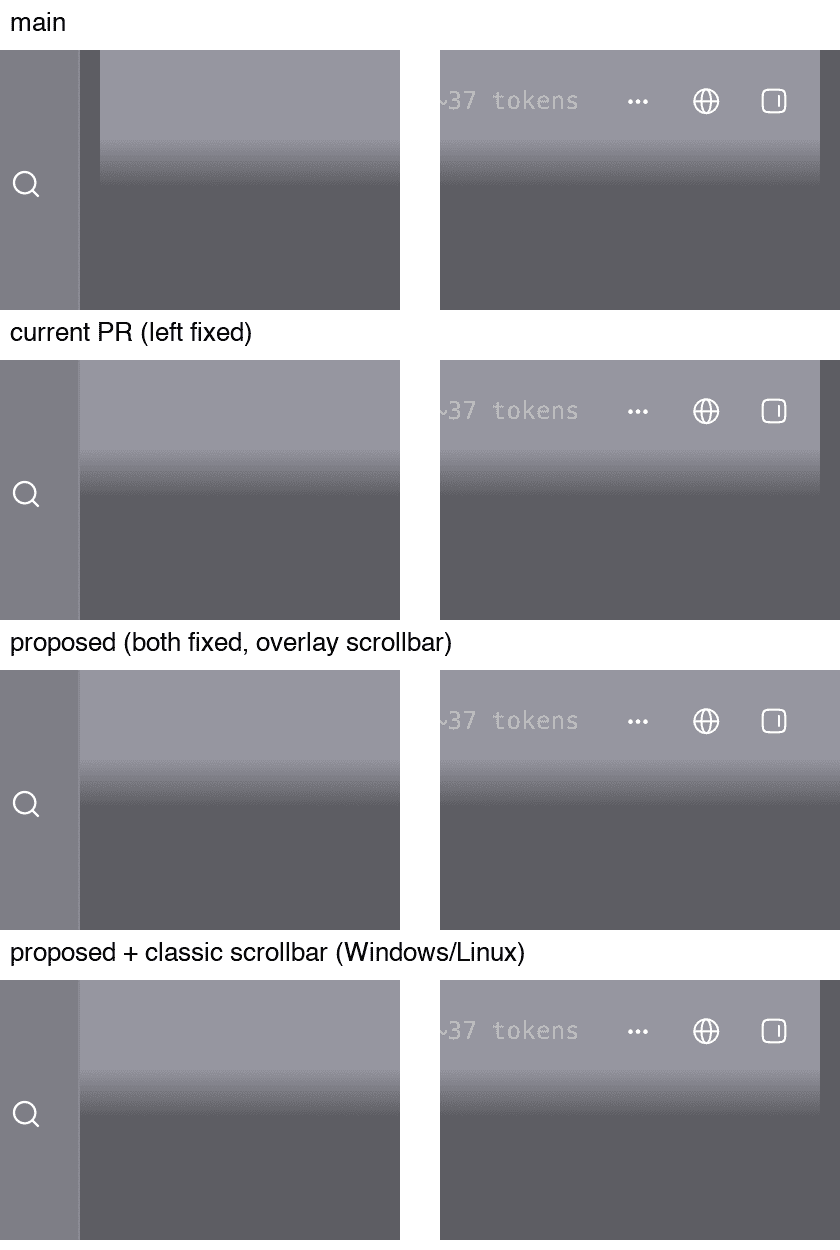 main
~37 tokens
current PR (left fixed)
~37 tokens
proposed (both fixed, overlay scrollbar)
~37 tokens
proposed + classic scrollbar (Windows/Linux)
~37 tokens